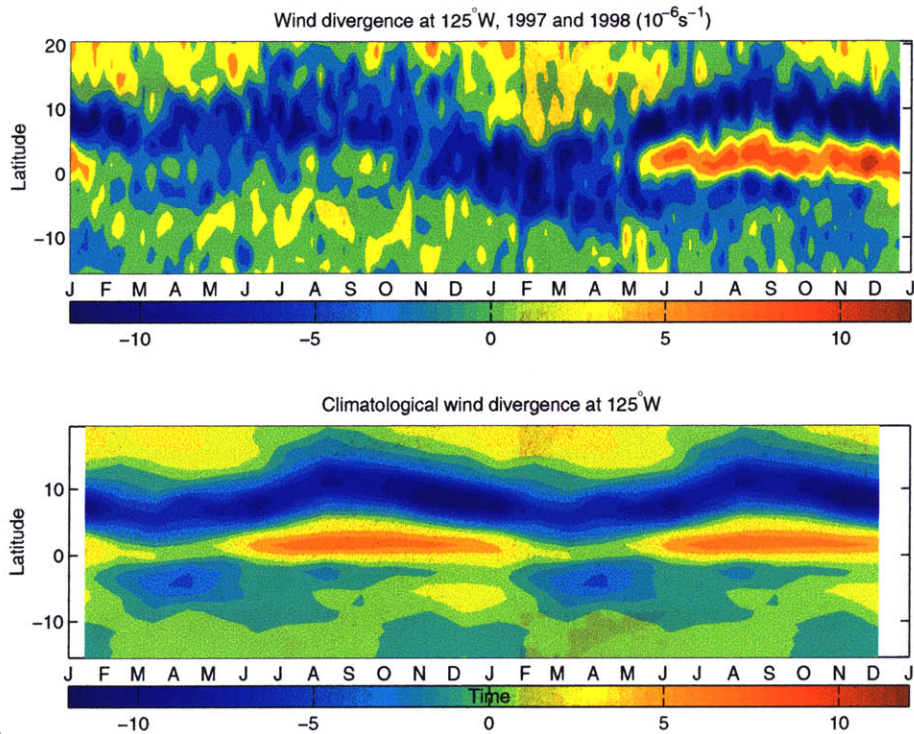 Wind divergence at 125°W, 1997 and 1998 (10⁻⁶s⁻¹)
20
10
0
−10
Latitude
J F M A M J J A S O N D J F M A M J J A S O N D J
−10 −5 0 5 10
Climatological wind divergence at 125°W
10
0
−10
Latitude
J F M A M J J A S O N D J F M A M J J A S O N D J
Time
−10 −5 0 5 10